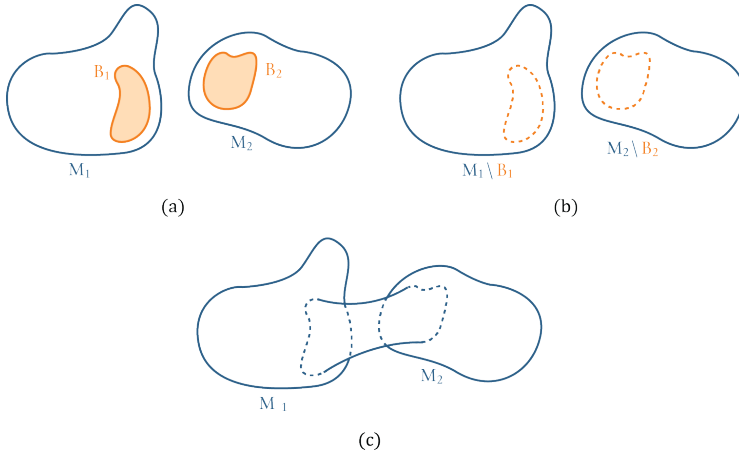 B₁
B₂
M₁
M₂
(a)
M₁ \ B₁
M₂ \ B₂
(b)
M ₁
M₂
(c)